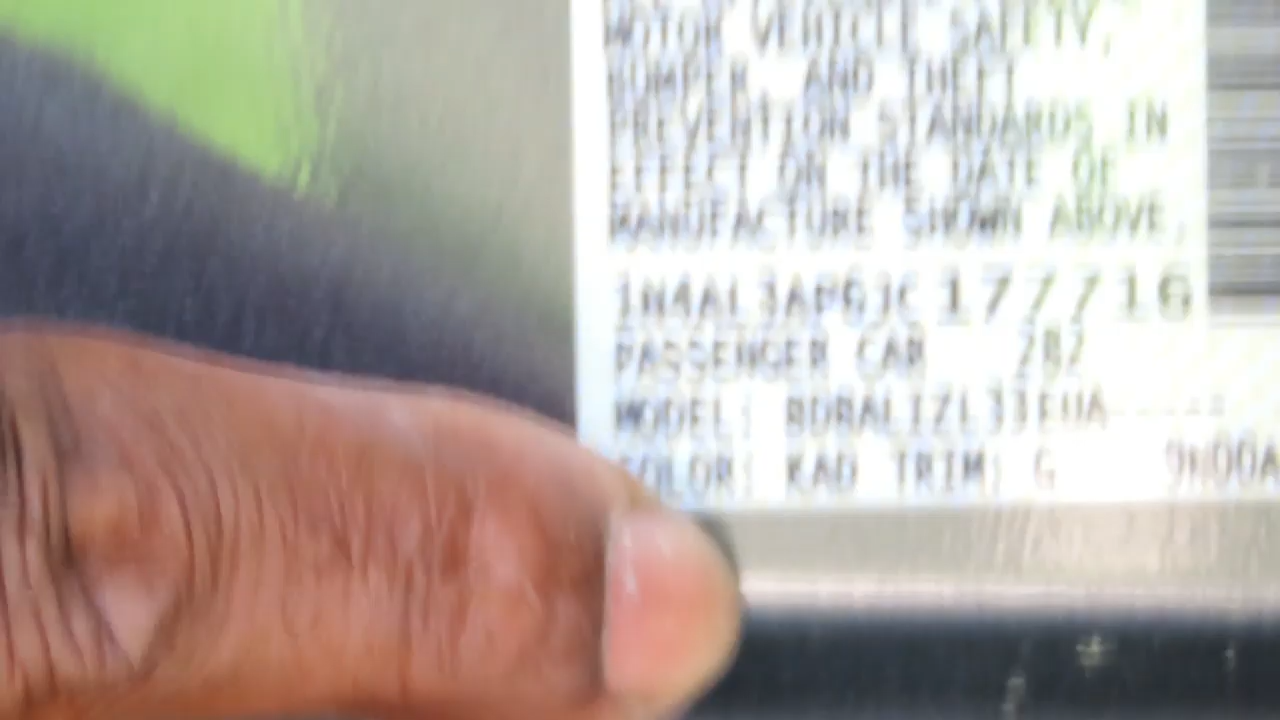 MOTOR VEHICLE SAFETY,
BUMPER, AND THEFT
PREVENTION STANDARDS IN
EFFECT ON THE DATE OF
MANUFACTURE SHOWN ABOVE.
1N4AL3AP6JC177716
PASSENGER CAR
MODEL:
COLOR: KAD TRIM: G